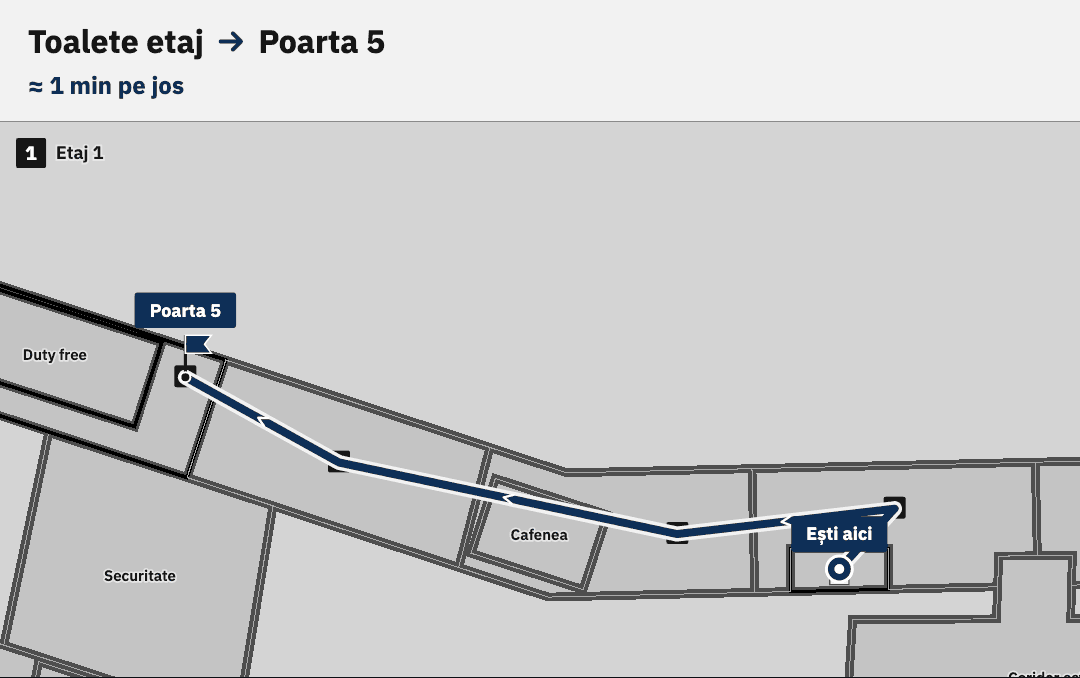 Toalete etaj → Poarta 5
≈ 1 min pe jos
1 Etaj 1
Poarta 5
Duty free
Ești aici
Cafenea
Securitate